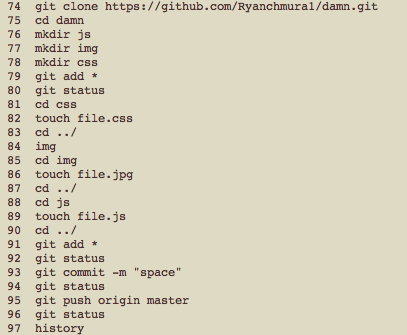 74 git clone https://github.com/Ryanchmura1/damn.git
75 cd damn
76 mkdir js
77 mkdir img
78 mkdir css
79 git add *
80 git status
81 cd css
82 touch file.css
83 cd ../
84 img
85 cd img
86 touch file.jpg
87 cd ../
88 cd js
89 touch file.js
90 cd ../
91 git add *
92 git status
93 git commit -m "space"
94 git status
95 git push origin master
96 git status
97 history